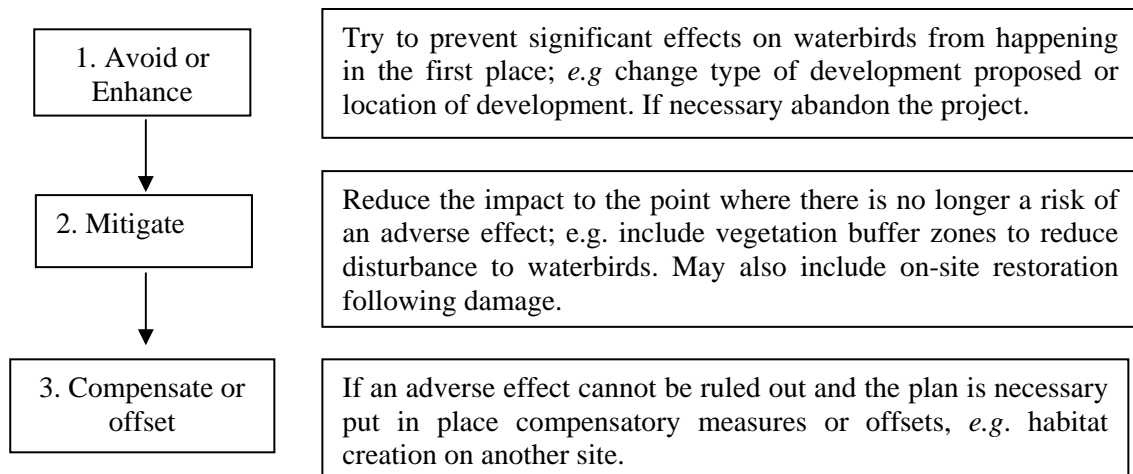 1. Avoid or
Enhance
Try to prevent significant effects on waterbirds from happening
in the first place; e.g change type of development proposed or
location of development. If necessary abandon the project.
2. Mitigate
Reduce the impact to the point where there is no longer a risk of
an adverse effect; e.g. include vegetation buffer zones to reduce
disturbance to waterbirds. May also include on-site restoration
following damage.
3. Compensate or
offset
If an adverse effect cannot be ruled out and the plan is necessary
put in place compensatory measures or offsets, e.g. habitat
creation on another site.